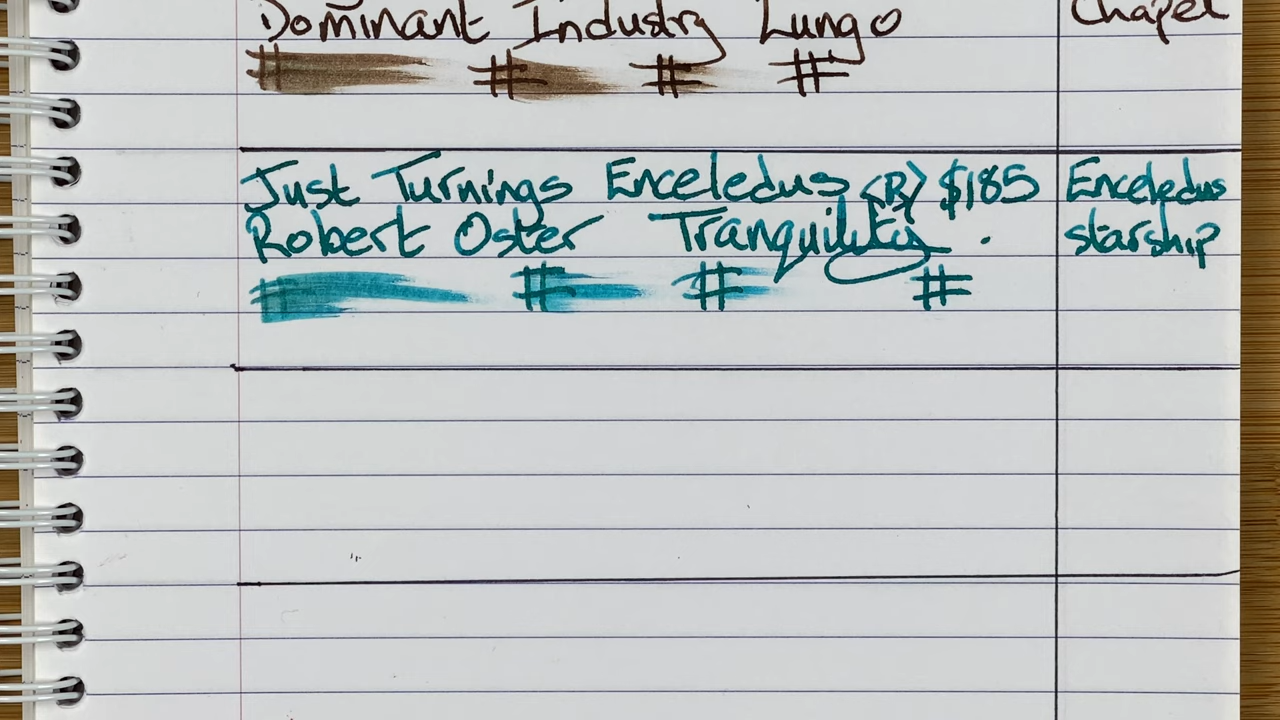 Dominant Industry Lungo
Chapel
# # # #
Just Turnings Enceledus <R> $185
Enceledus
Robert Oster Tranquility .
starship
# # # #